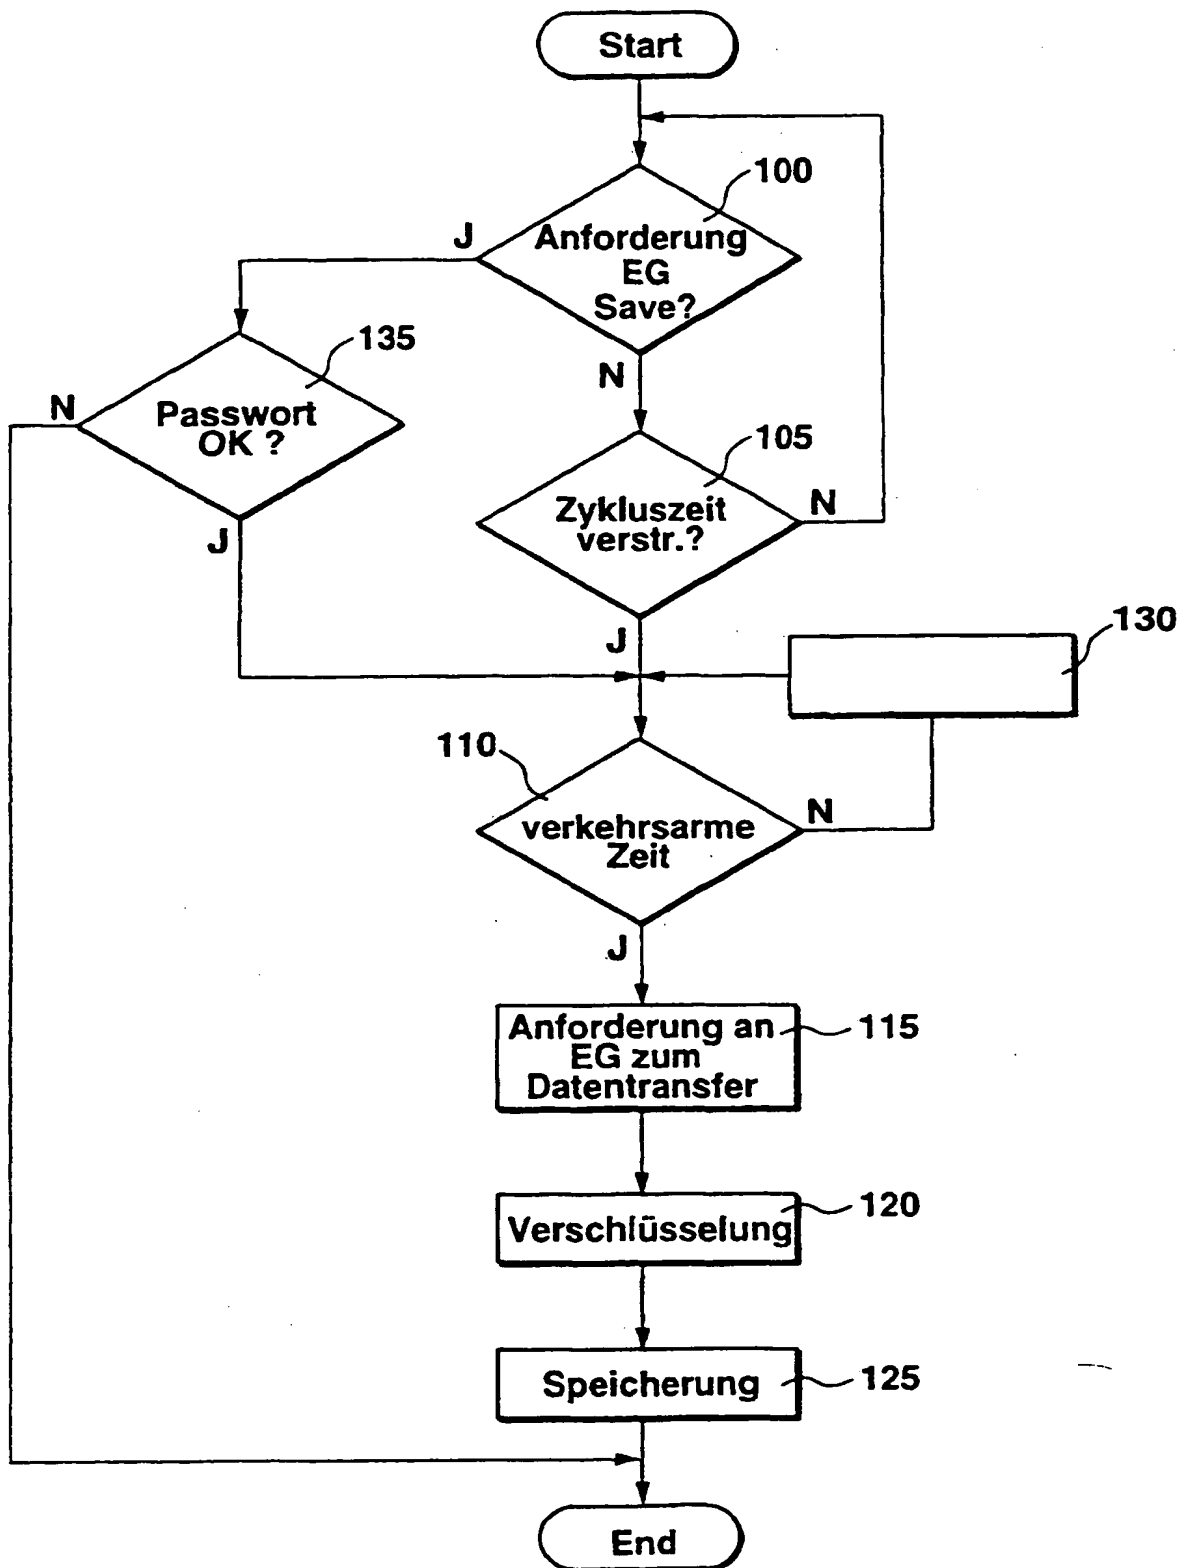 Start
100
J
Anforderung
EG
Save?
135
N
N
Passwort
OK ?
105
Zykluszeit
verstr.?
N
J
J
130
110
verkehrsarme
Zeit
N
J
Anforderung an
EG zum
Datentransfer
115
Verschlüsselung
120
Speicherung
125
End